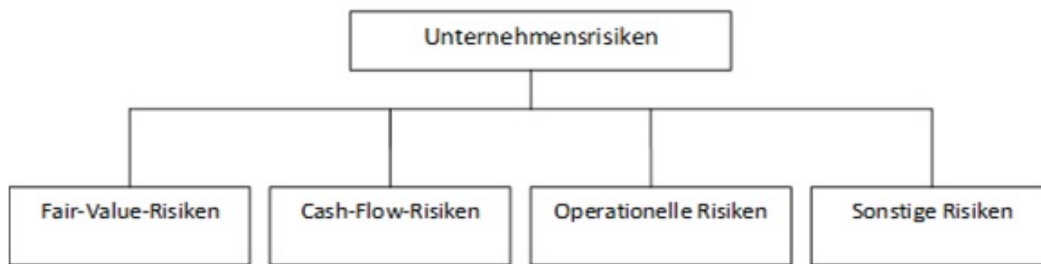 Unternehmensrisiken
Fair-Value-Risiken
Cash-Flow-Risiken
Operationelle Risiken
Sonstige Risiken